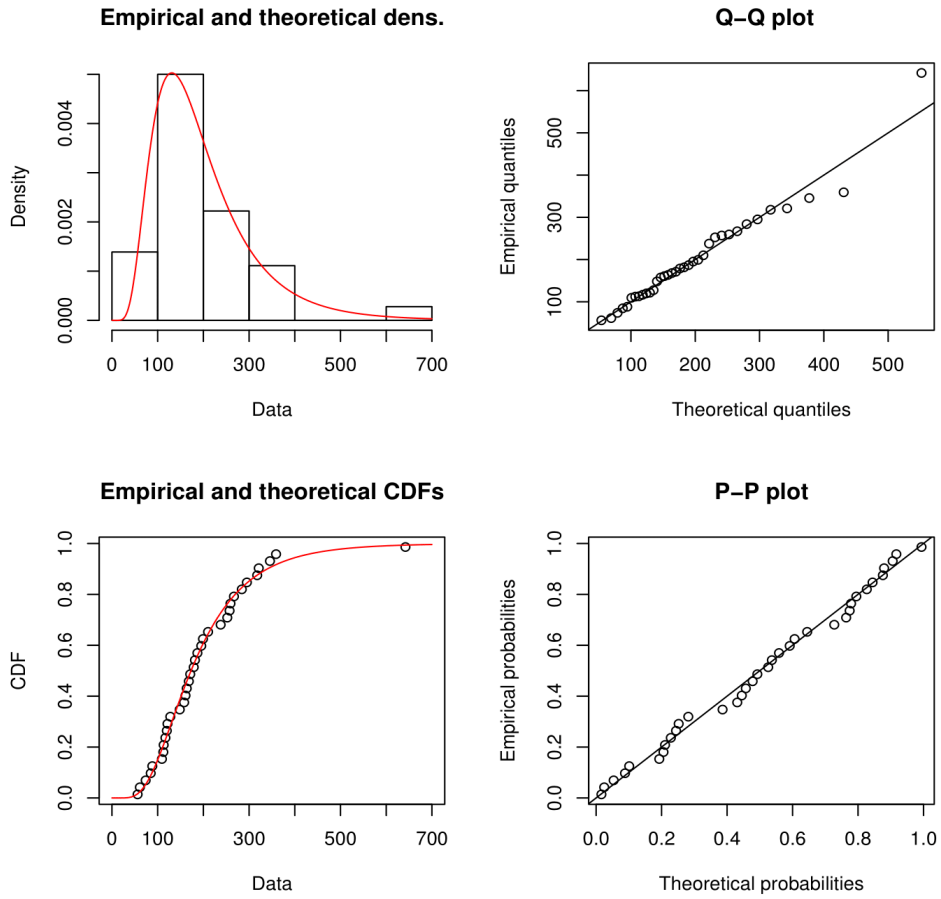 Empirical and theoretical dens.
Density
0.000 0.002 0.004
0 100 300 500 700
Data
Q−Q plot
Empirical quantiles
100 300 500
100 200 300 400 500
Theoretical quantiles
Empirical and theoretical CDFs
CDF
0.0 0.2 0.4 0.6 0.8 1.0
0 100 300 500 700
Data
P−P plot
Empirical probabilities
0.0 0.2 0.4 0.6 0.8 1.0
0.0 0.2 0.4 0.6 0.8 1.0
Theoretical probabilities